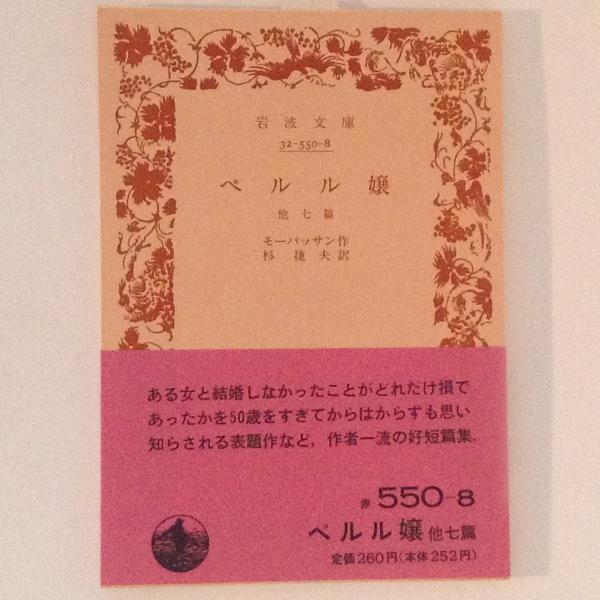 岩波文庫
32-550-8
ペルル嬢
他七篇
モーパッサン作
杉捷夫訳
ある女と結婚しなかったことがどれだけ損で
あったかを50歳をすぎてからはからずも思い
知らされる表題作など，作者一流の好短篇集．
赤 550-8
ペルル嬢 他七篇
定価260円(本体252円)